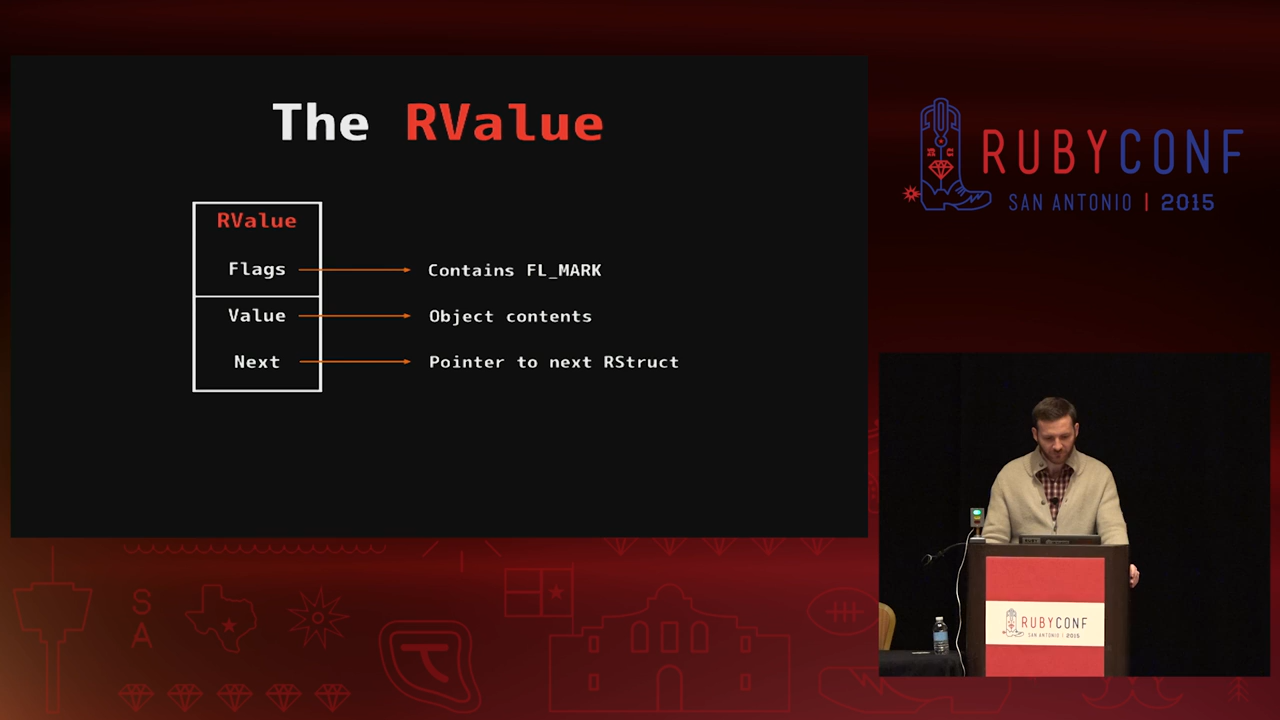 The RValue
RValue
Flags
Contains FL_MARK
Value
Object contents
Next
Pointer to next RStruct
RUBYCONF
SAN ANTONIO | 2015
S
A
RUBYCONF
SAN ANTONIO | 2015